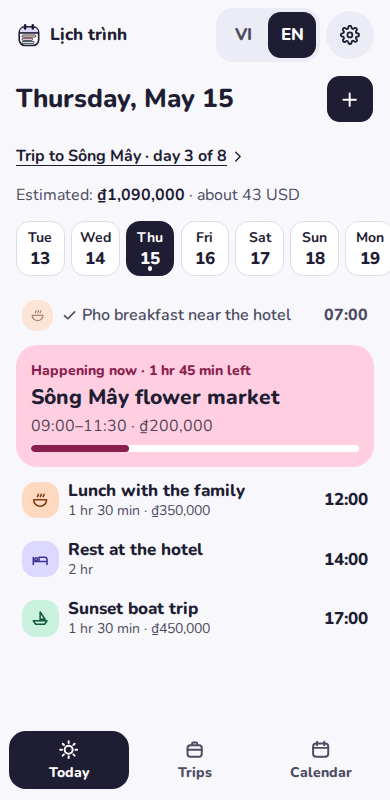 Lịch trình
VI
EN
Thursday, May 15
Trip to Sông Mây · day 3 of 8
Estimated: ₫1,090,000 · about 43 USD
Tue
13
Wed
14
Thu
15
Fri
16
Sat
17
Sun
18
Mon
19
Pho breakfast near the hotel
07:00
Happening now · 1 hr 45 min left
Sông Mây flower market
09:00–11:30 · ₫200,000
Lunch with the family
1 hr 30 min · ₫350,000
12:00
Rest at the hotel
2 hr
14:00
Sunset boat trip
1 hr 30 min · ₫450,000
17:00
Today
Trips
Calendar